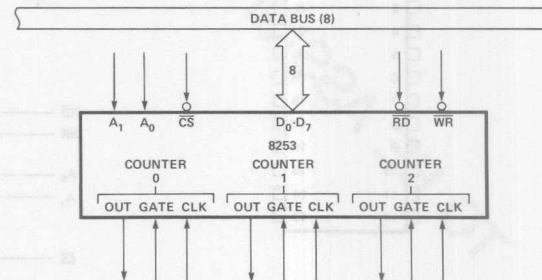 DATA BUS (8)
8
A1 A0 CS D0-D7 RD WR
8253
COUNTER COUNTER COUNTER
0 1 2
OUT GATE CLK OUT GATE CLK OUT GATE CLK